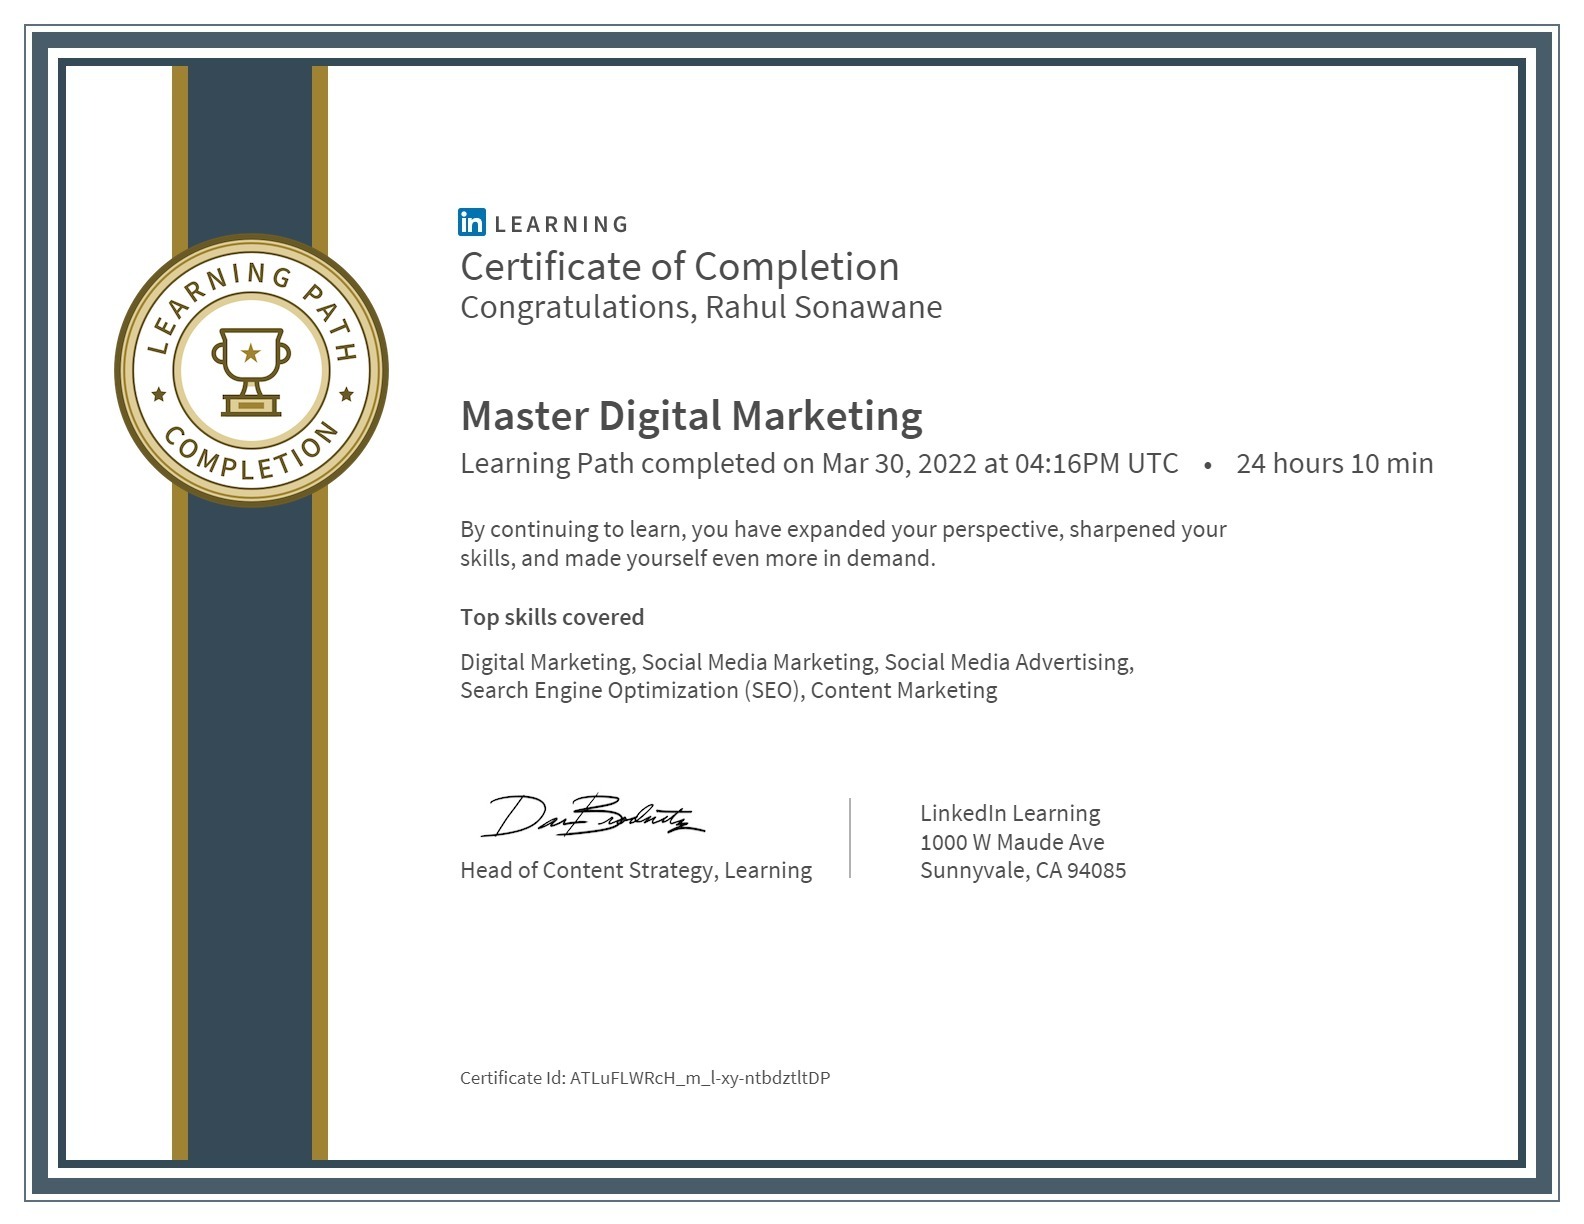 LEARNING PATH
COMPLETION
in LEARNING
Certificate of Completion
Congratulations, Rahul Sonawane
Master Digital Marketing
Learning Path completed on Mar 30, 2022 at 04:16PM UTC • 24 hours 10 min
By continuing to learn, you have expanded your perspective, sharpened your
skills, and made yourself even more in demand.
Top skills covered
Digital Marketing, Social Media Marketing, Social Media Advertising,
Search Engine Optimization (SEO), Content Marketing
Dan Brodnitz
Head of Content Strategy, Learning
LinkedIn Learning
1000 W Maude Ave
Sunnyvale, CA 94085
Certificate Id: ATLuFLWRcH_m_l-xy-ntbdztltDP